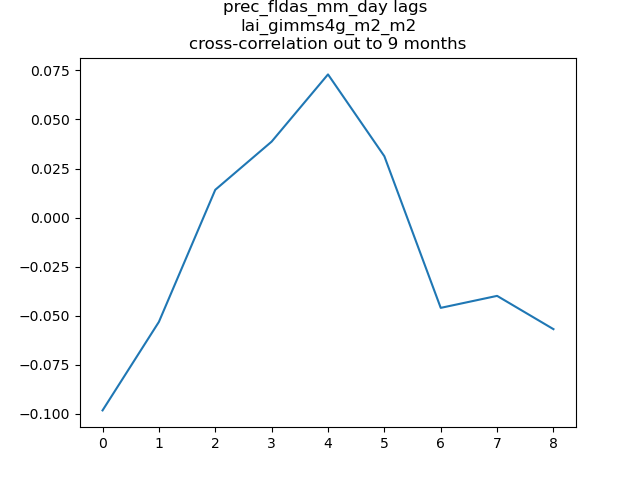 prec_fldas_mm_day lags
lai_gimms4g_m2_m2
cross-correlation out to 9 months
0.075
0.050
0.025
0.000
−0.025
−0.050
−0.075
−0.100
0 1 2 3 4 5 6 7 8